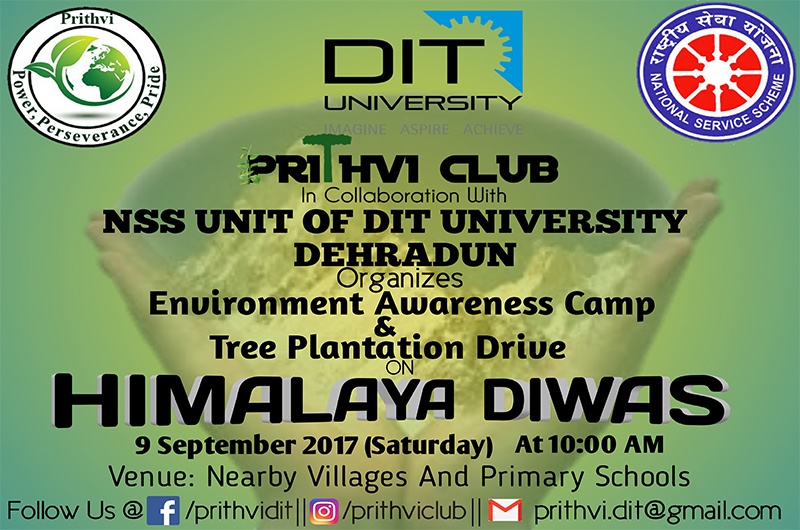 Prithvi
Power, Perseverance, Pride
DIT
UNIVERSITY
IMAGINE ASPIRE ACHIEVE
राष्ट्रीय सेवा योजना
NATIONAL SERVICE SCHEME
PRITHVI CLUB
In Collaboration With
NSS UNIT OF DIT UNIVERSITY
DEHRADUN
Organizes
Environment Awareness Camp
&
Tree Plantation Drive
ON
HIMALAYA DIWAS
9 September 2017 (Saturday) At 10:00 AM
Venue: Nearby Villages And Primary Schools
Follow Us @ f /prithvidit|| /prithviclub|| prithvi.dit@gmail.com